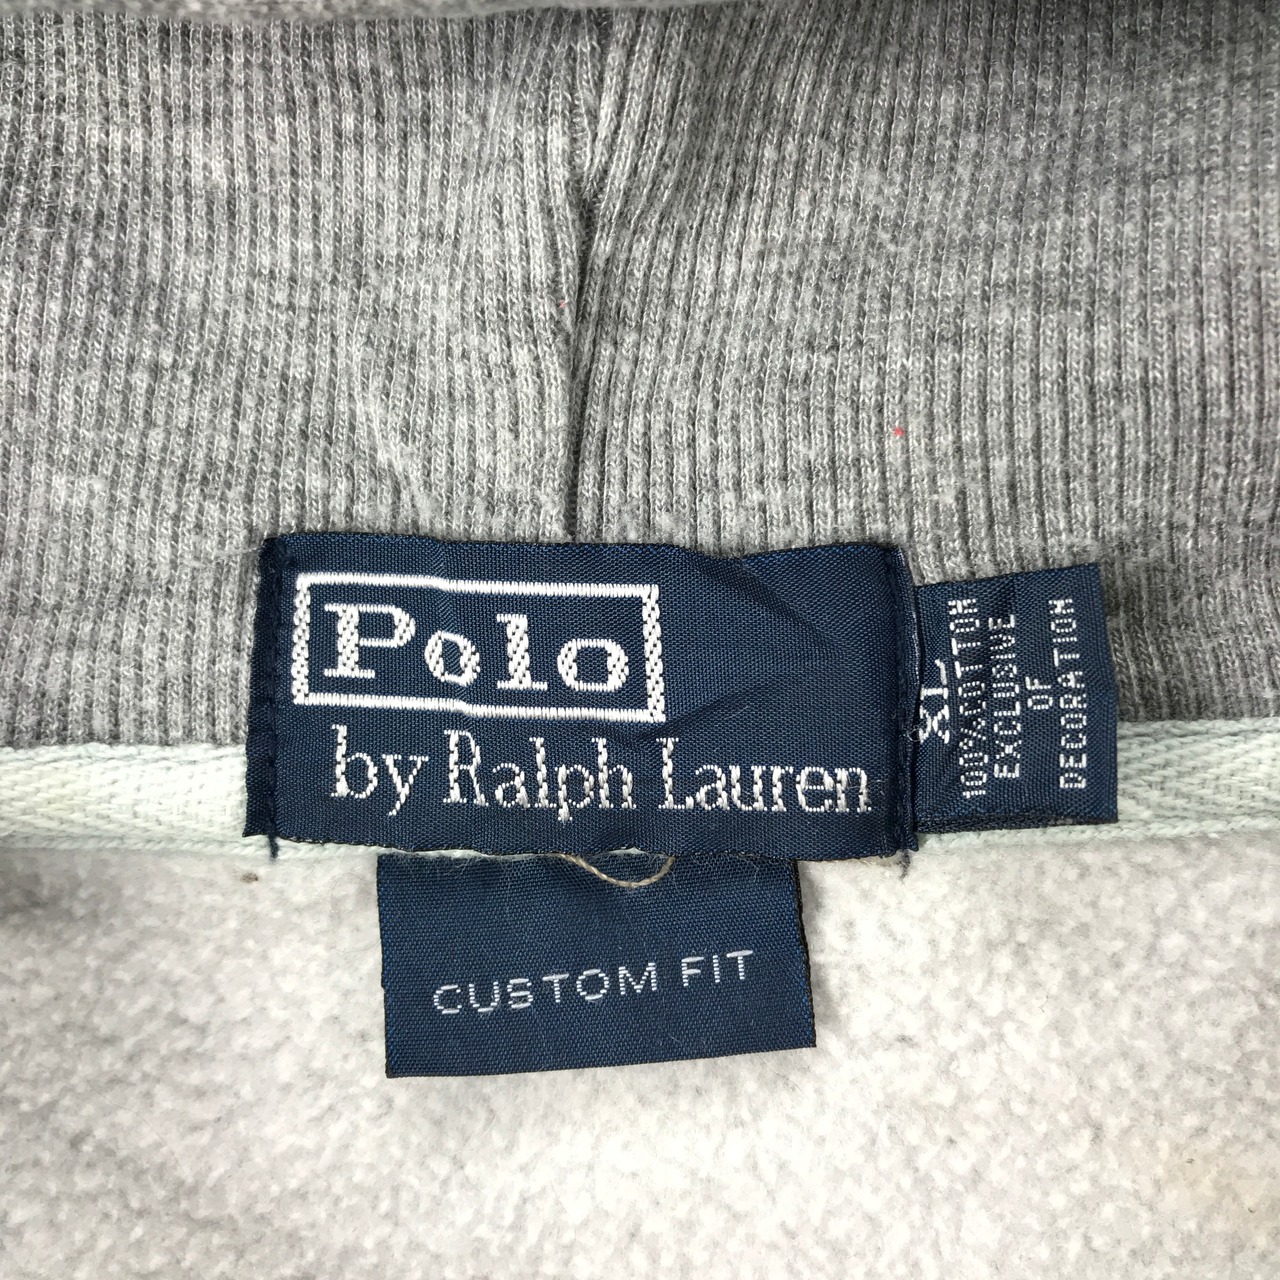 Polo
by Ralph Lauren
XL
100% COTTON
EXCLUSIVE
OF
DECORATION
CUSTOM FIT